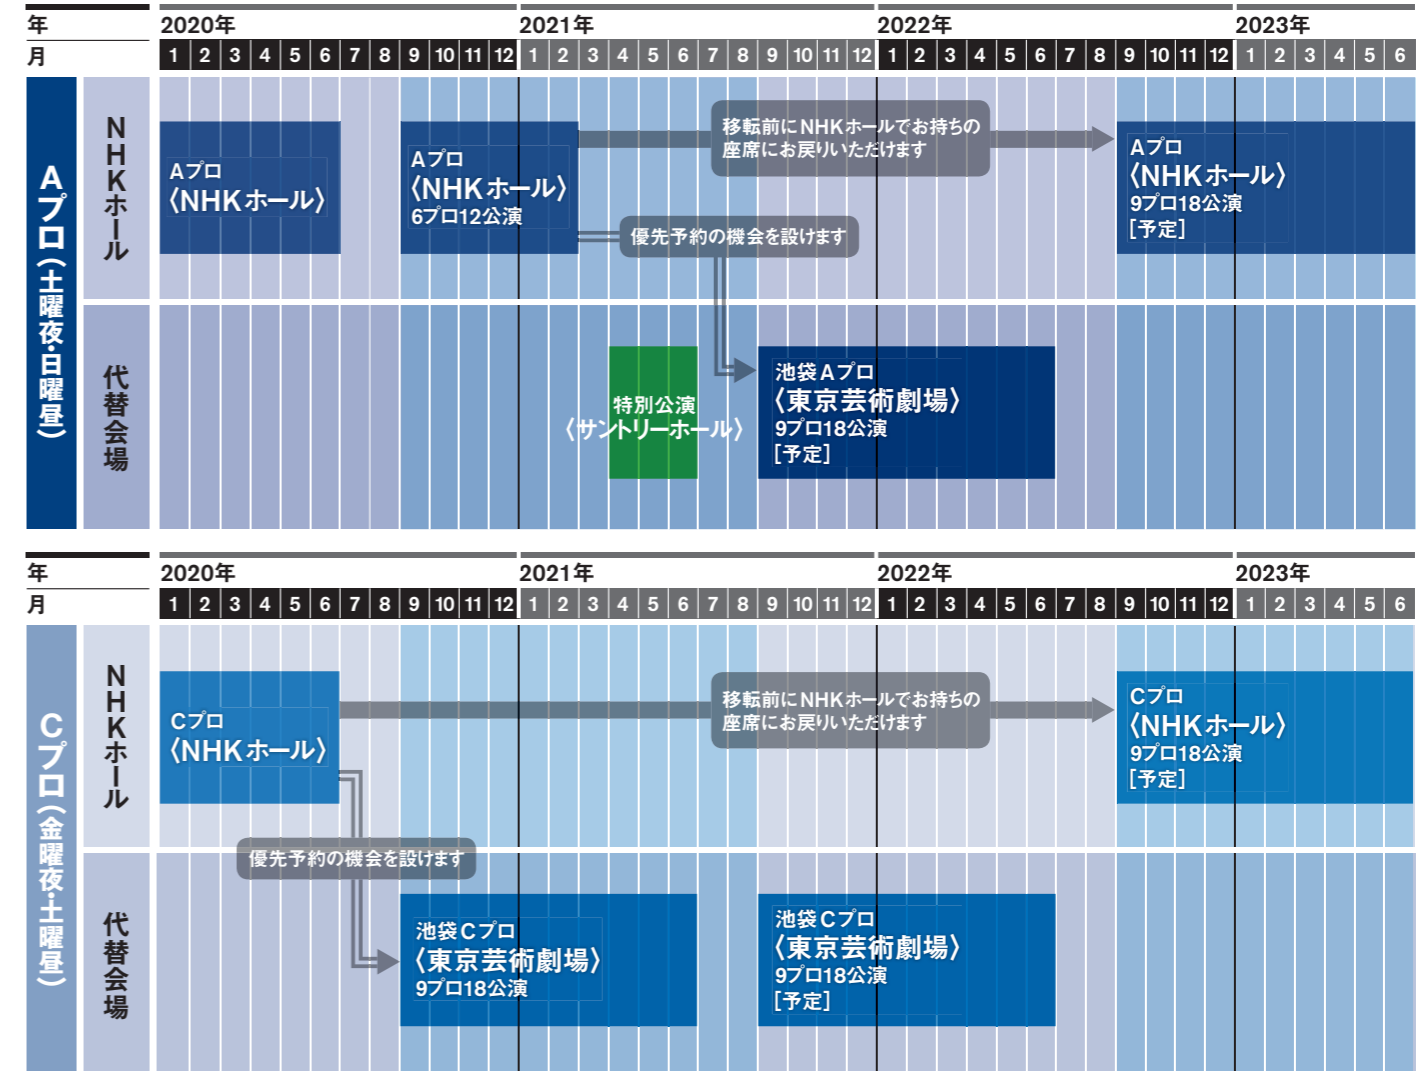 年 2020年 2021年 2022年 2023年
月 1 2 3 4 5 6 7 8 9 10 11 12 1 2 3 4 5 6 7 8 9 10 11 12 1 2 3 4 5 6 7 8 9 10 11 12 1 2 3 4 5 6
Aプロ（土曜夜・日曜昼）
NHKホール
Aプロ
〈NHKホール〉
Aプロ
〈NHKホール〉
6プロ12公演
移転前にNHKホールでお持ちの
座席にお戻りいただけます
優先予約の機会を設けます
Aプロ
〈NHKホール〉
9プロ18公演
［予定］
代替会場
特別公演
〈サントリーホール〉
池袋Aプロ
〈東京芸術劇場〉
9プロ18公演
［予定］
年 2020年 2021年 2022年 2023年
月 1 2 3 4 5 6 7 8 9 10 11 12 1 2 3 4 5 6 7 8 9 10 11 12 1 2 3 4 5 6 7 8 9 10 11 12 1 2 3 4 5 6
Cプロ（金曜夜・土曜昼）
NHKホール
Cプロ
〈NHKホール〉
移転前にNHKホールでお持ちの
座席にお戻りいただけます
Cプロ
〈NHKホール〉
9プロ18公演
［予定］
優先予約の機会を設けます
代替会場
池袋Cプロ
〈東京芸術劇場〉
9プロ18公演
池袋Cプロ
〈東京芸術劇場〉
9プロ18公演
［予定］